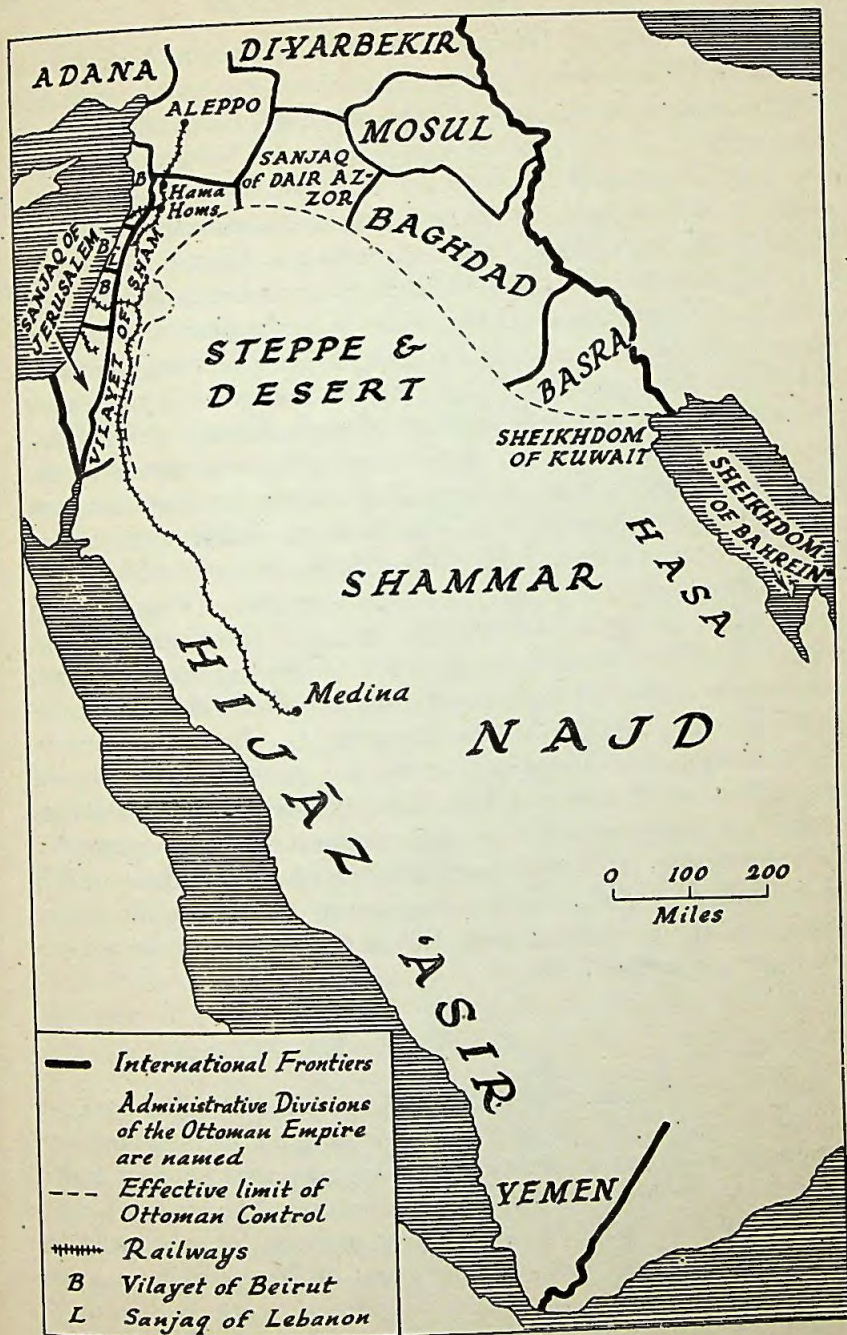 ADANA
DIYARBEKIR
ALEPPO
MOSUL
SANJAQ
of DAIR AZ-
ZOR
B
Hama
Homs
BAGHDAD
SANJAQ OF
JERUSALEM
B
L
B
VILAYET OF SHAM
STEPPE &
DESERT
BASRA
SHEIKHDOM
OF KUWAIT
SHEIKHDOM
OF BAHREIN
HASA
SHAMMAR
HIJĀZ
Medina
NAJD
0 100 200
Miles
'ASIR
YEMEN
International Frontiers
Administrative Divisions
of the Ottoman Empire
are named
Effective limit of
Ottoman Control
Railways
B Vilayet of Beirut
L Sanjaq of Lebanon